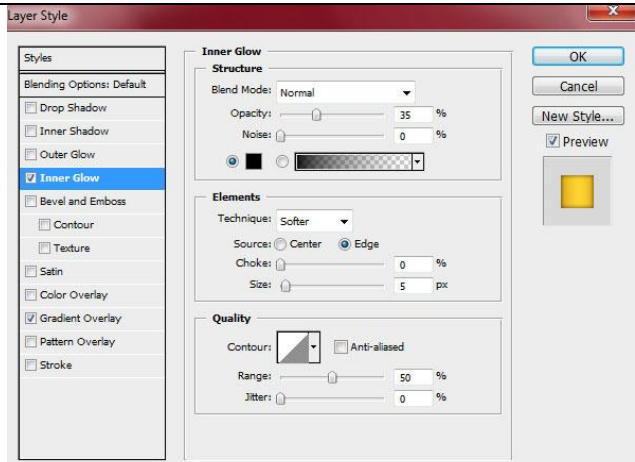 Layer Style
Styles
Blending Options: Default
Drop Shadow
Inner Shadow
Outer Glow
Inner Glow
Bevel and Emboss
Contour
Texture
Satin
Color Overlay
Gradient Overlay
Pattern Overlay
Stroke
Inner Glow
Structure
Blend Mode: Normal
Opacity: 35 %
Noise: 0 %
Elements
Technique: Softer
Source: Center Edge
Choke: 0 %
Size: 5 px
Quality
Contour: Anti-aliased
Range: 50 %
Jitter: 0 %
OK
Cancel
New Style...
Preview